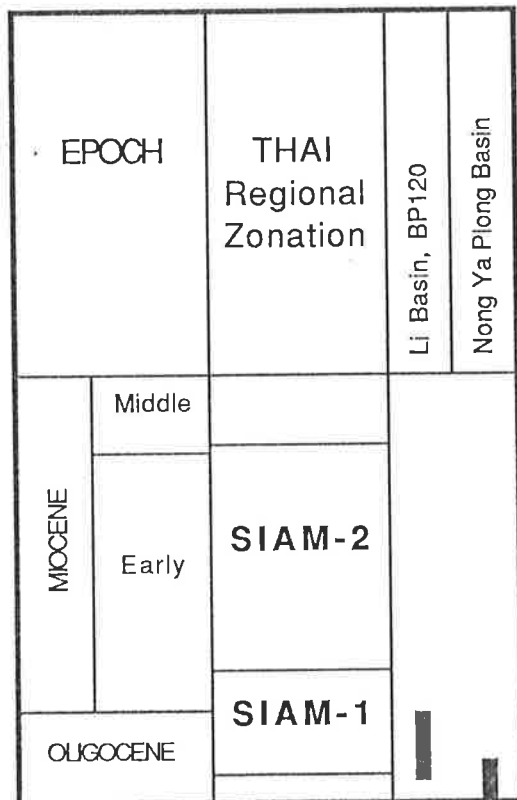 EPOCH
THAI
Regional
Zonation
Li Basin, BP120
Nong Ya Plong Basin
MIOCENE
Middle
Early
SIAM-2
SIAM-1
OLIGOCENE